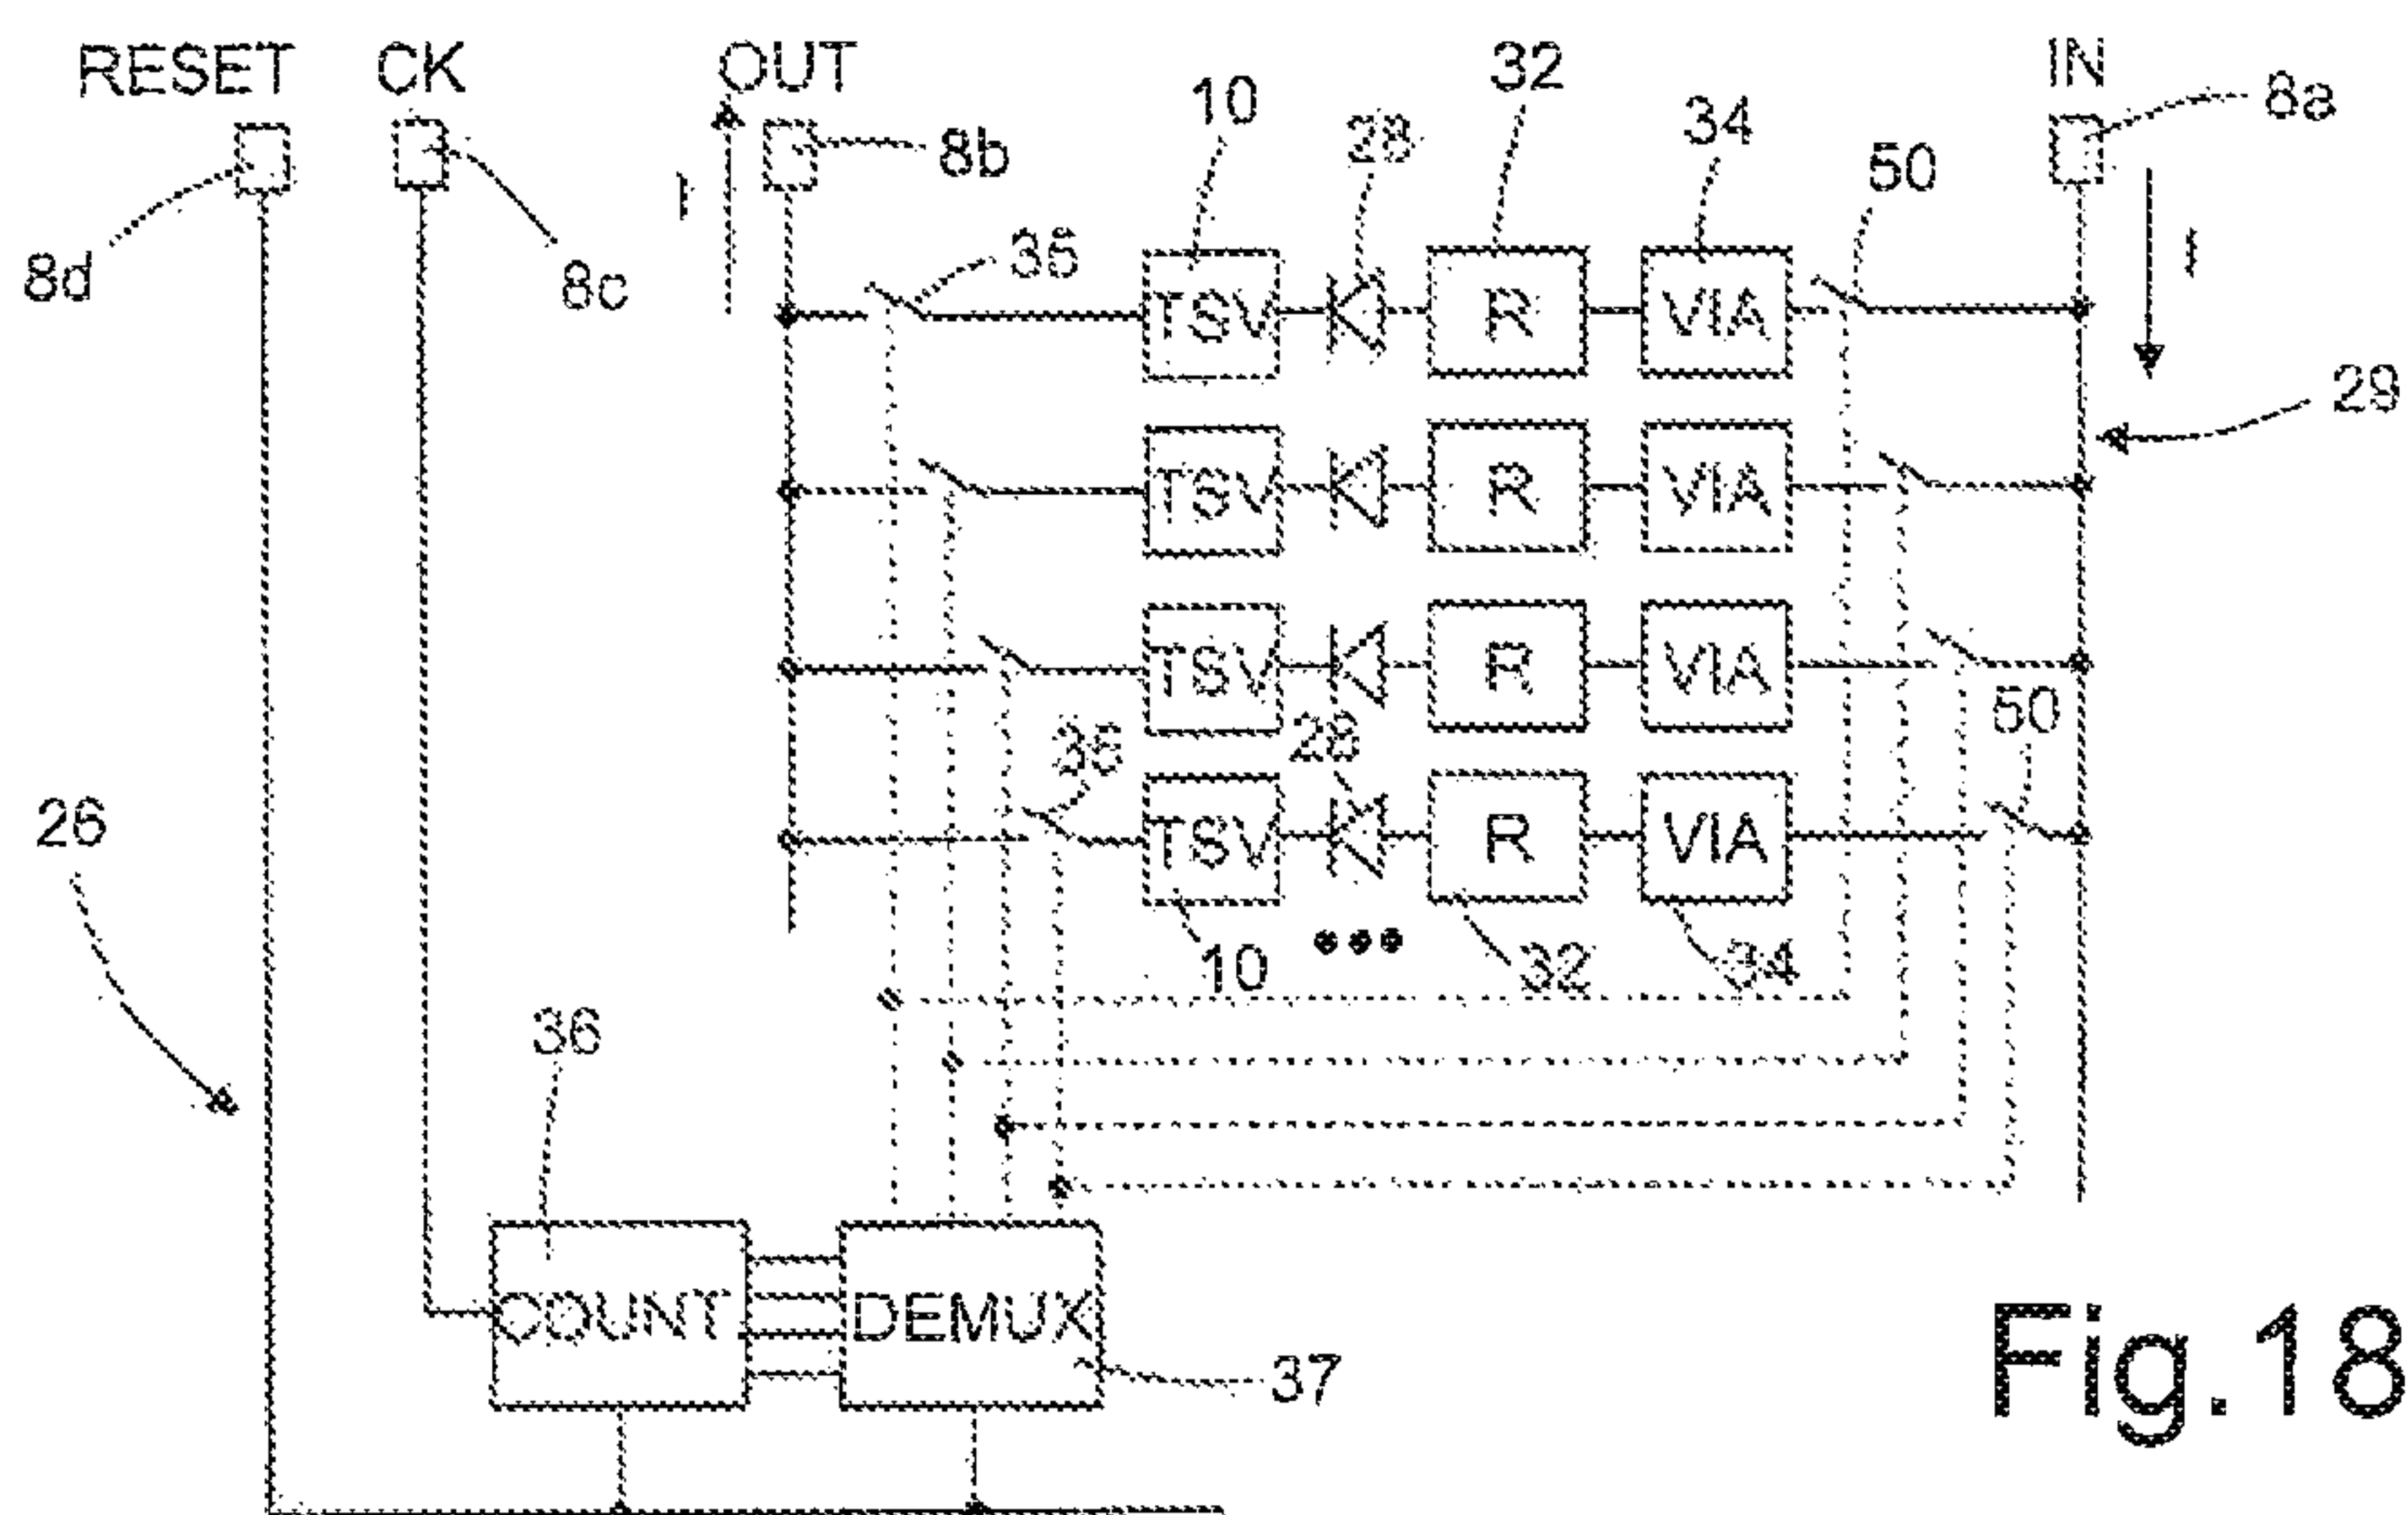 RESET CK OUT IN
10 28 32 34 50 8a
8b
I
8d 8c 35 I
TSV R VIA
29
TSV R VIA
TSV R VIA
50
35 28
26 TSV R VIA
10 32 34
36
COUNT DEMUX
37
Fig.18